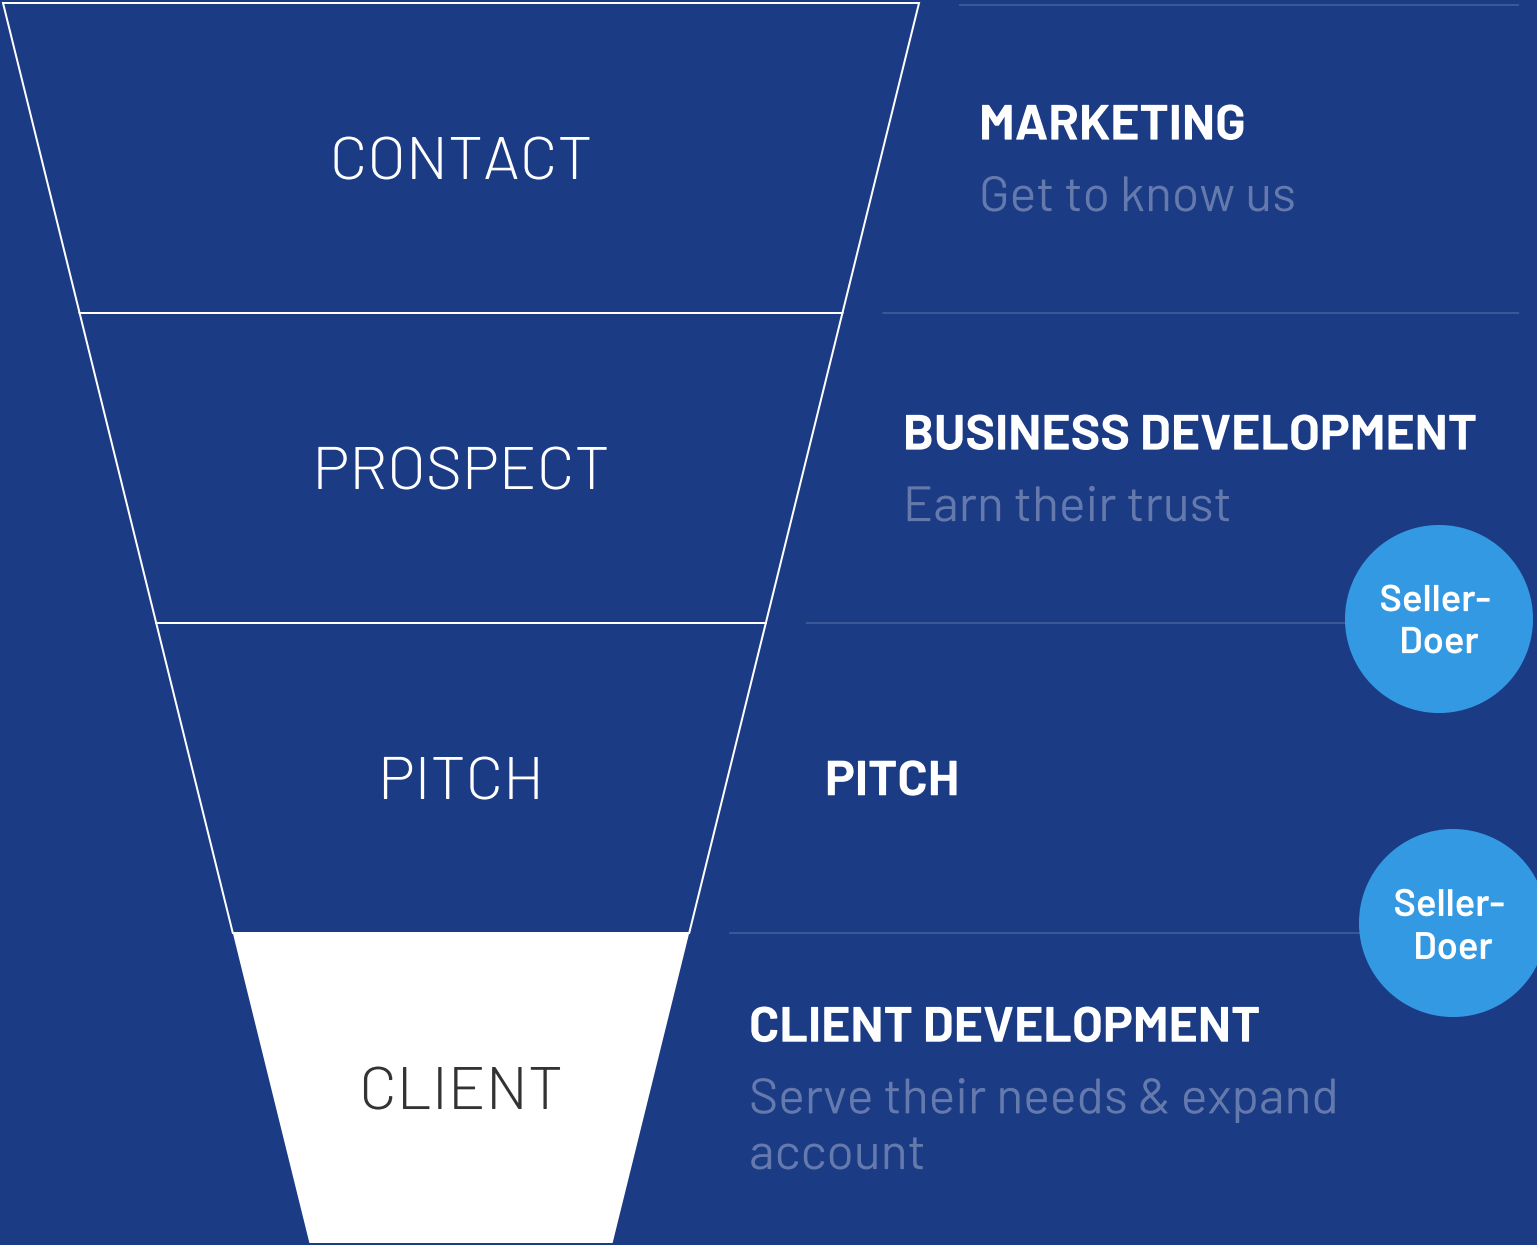 CONTACT
MARKETING
Get to know us
PROSPECT
BUSINESS DEVELOPMENT
Earn their trust
Seller-
Doer
PITCH
PITCH
Seller-
Doer
CLIENT
CLIENT DEVELOPMENT
Serve their needs & expand
account